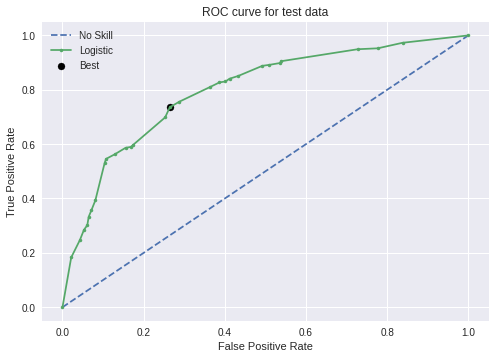 ROC curve for test data
No Skill
Logistic
Best
True Positive Rate
1.0
0.8
0.6
0.4
0.2
0.0
0.0 0.2 0.4 0.6 0.8 1.0
False Positive Rate